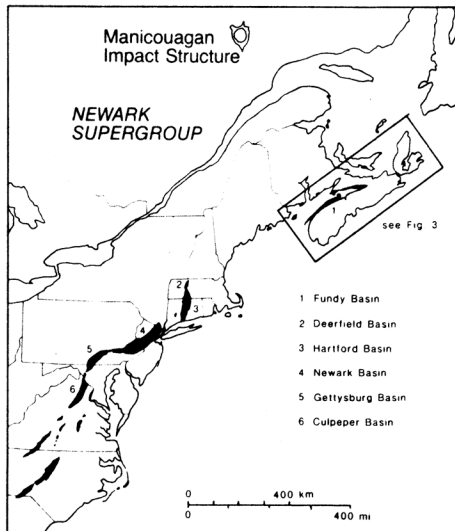 Manicouagan
Impact Structure
NEWARK
SUPERGROUP
1
see Fig 3
2
3
4
5
6
1 Fundy Basin
2 Deerfield Basin
3 Hartford Basin
4 Newark Basin
5 Gettysburg Basin
6 Culpeper Basin
0 400 km
0 400 mi